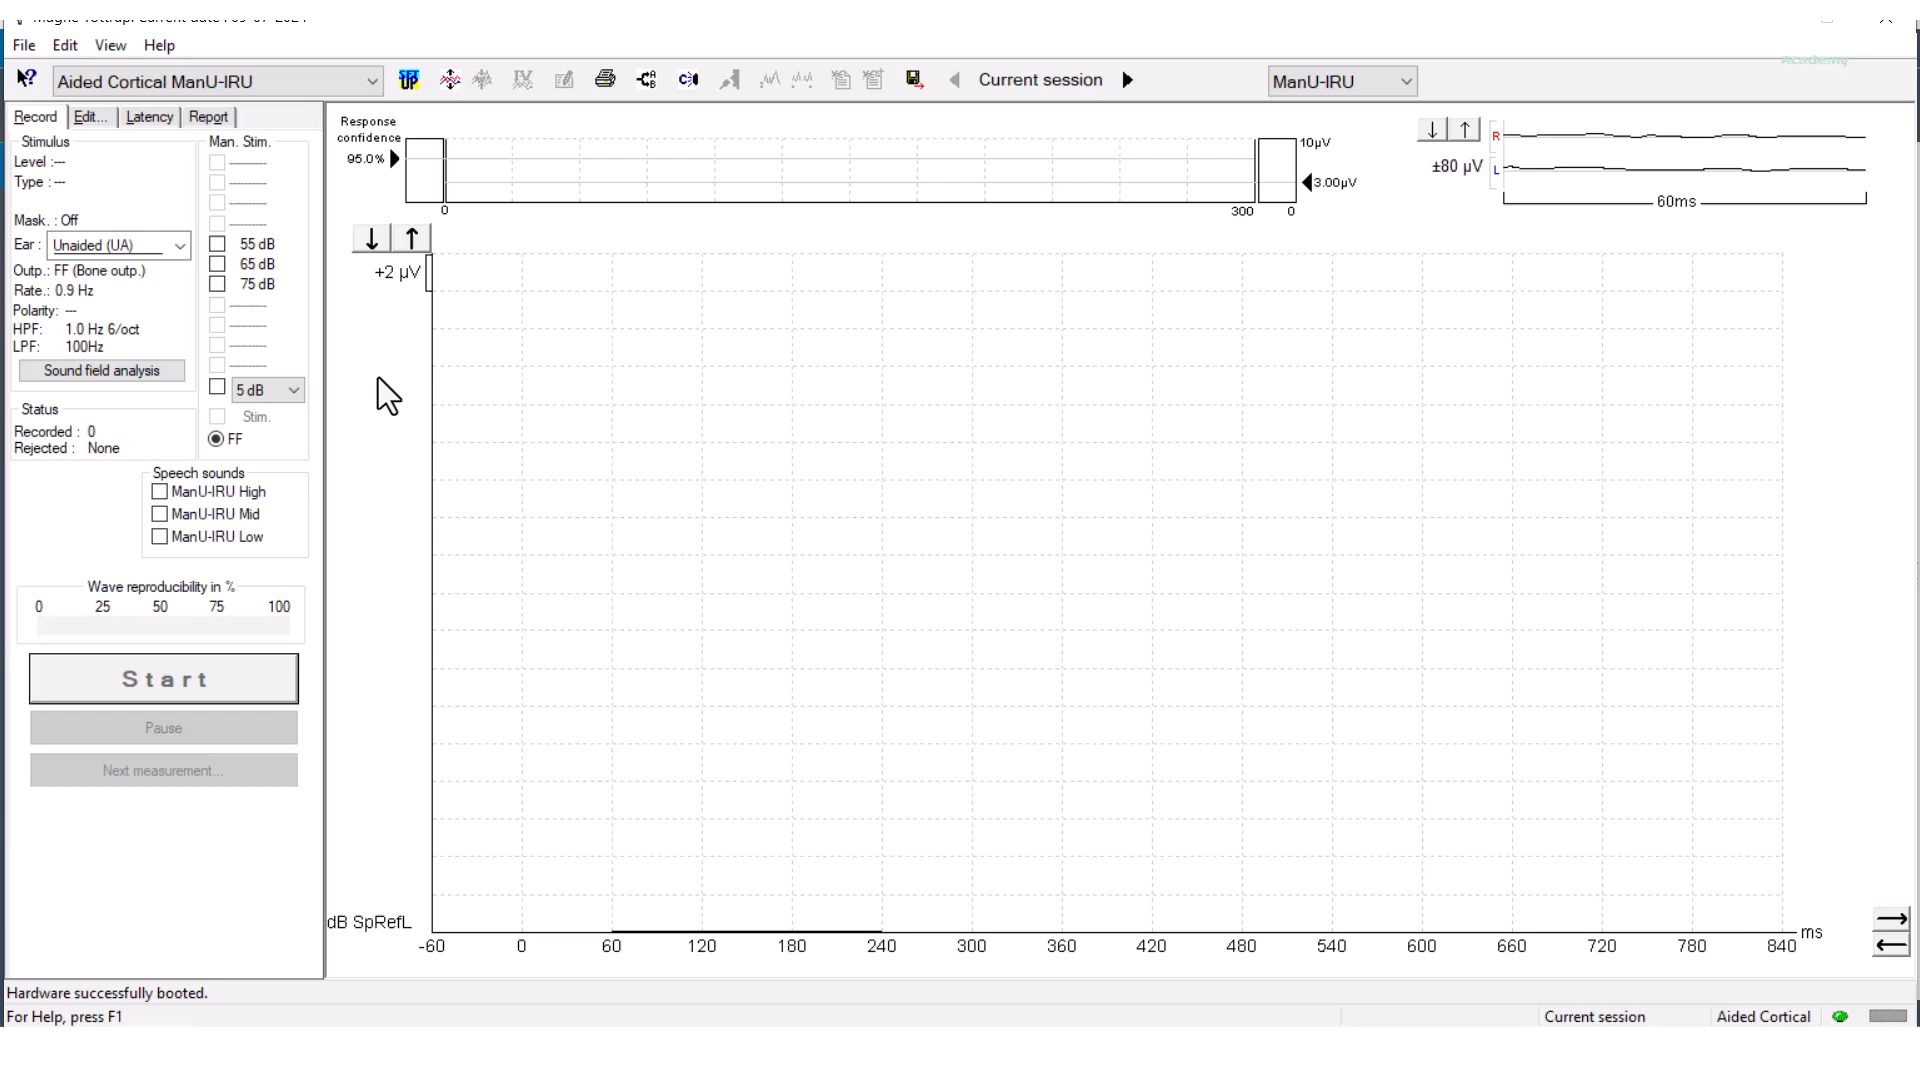 File Edit View Help
Academy
Aided Cortical ManU-IRU
Current session
ManU-IRU
Record Edit... Latency Report
Stimulus
Level :---
Type : ---
Mask. : Off
Ear : Unaided (UA)
Outp.: FF (Bone outp.)
Rate.: 0.9 Hz
Polarity: ---
HPF: 1.0 Hz 6/oct
LPF: 100Hz
Sound field analysis
Man. Stim.
55 dB
65 dB
75 dB
5 dB
Stim.
FF
Status
Recorded : 0
Rejected : None
Speech sounds
ManU-IRU High
ManU-IRU Mid
ManU-IRU Low
Wave reproducibility in %
0 25 50 75 100
Start
Pause
Next measurement...
Response
confidence
95.0%
0 300
10µV
3.00µV
0
±80 µV
R
L
60ms
+2 µV
dB SpRefL
-60 0 60 120 180 240 300 360 420 480 540 600 660 720 780 840 ms
Hardware successfully booted.
For Help, press F1
Current session Aided Cortical